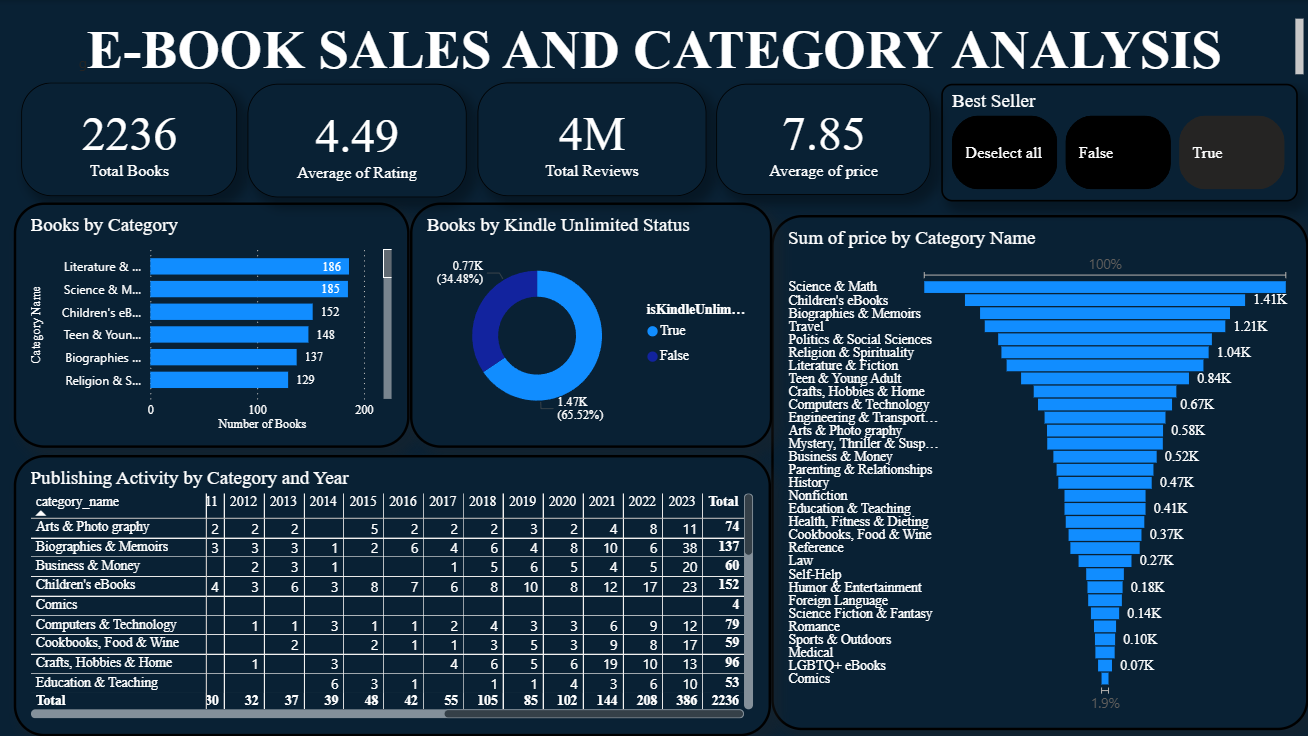 E-BOOK SALES AND CATEGORY ANALYSIS
2236
Total Books
4.49
Average of Rating
4M
Total Reviews
7.85
Average of price
Best Seller
Deselect all
False
True
Books by Category
Category Name
Literature & ... 186
Science & M... 185
Children's eB... 152
Teen & Youn... 148
Biographies ... 137
Religion & S... 129
0 100 200
Number of Books
Books by Kindle Unlimited Status
0.77K
(34.48%)
1.47K
(65.52%)
isKindleUnlim...
True
False
Sum of price by Category Name
100%
Science & Math
Children's eBooks 1.41K
Biographies & Memoirs
Travel 1.21K
Politics & Social Sciences
Religion & Spirituality 1.04K
Literature & Fiction
Teen & Young Adult 0.84K
Crafts, Hobbies & Home
Computers & Technology 0.67K
Engineering & Transport...
Arts & Photo graphy 0.58K
Mystery, Thriller & Susp...
Business & Money 0.52K
Parenting & Relationships
History 0.47K
Nonfiction
Education & Teaching 0.41K
Health, Fitness & Dieting
Cookbooks, Food & Wine 0.37K
Reference
Law 0.27K
Self-Help
Humor & Entertainment 0.18K
Foreign Language
Science Fiction & Fantasy 0.14K
Romance
Sports & Outdoors 0.10K
Medical
LGBTQ+ eBooks 0.07K
Comics
1.9%
Publishing Activity by Category and Year
category_name 11 2012 2013 2014 2015 2016 2017 2018 2019 2020 2021 2022 2023 Total
Arts & Photo graphy 2 2 2 5 2 2 2 3 2 4 8 11 74
Biographies & Memoirs 3 3 3 1 2 6 4 6 4 8 10 6 38 137
Business & Money 2 3 1 1 5 6 5 4 5 20 60
Children's eBooks 4 3 6 3 8 7 6 8 10 8 12 17 23 152
Comics 4
Computers & Technology 1 1 3 1 1 2 4 3 3 6 9 12 79
Cookbooks, Food & Wine 2 2 1 1 3 5 3 9 8 17 59
Crafts, Hobbies & Home 1 3 4 6 5 6 19 10 13 96
Education & Teaching 6 3 1 1 1 4 3 6 10 53
Total 30 32 37 39 48 42 55 105 85 102 144 208 386 2236